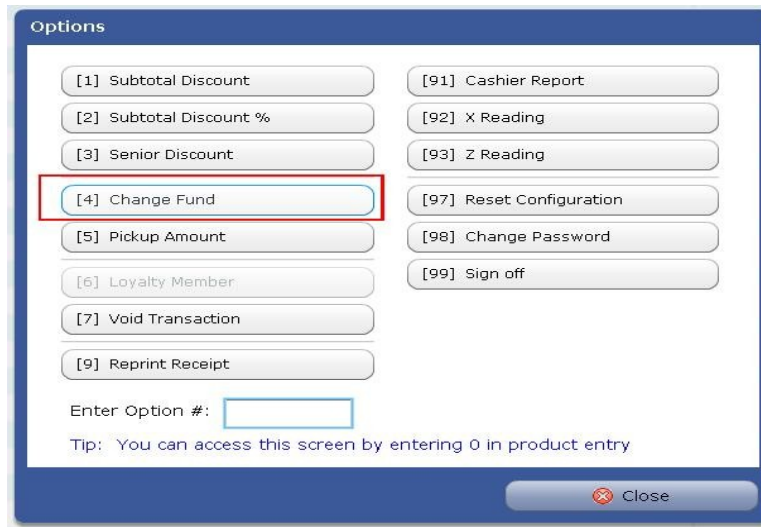 Options
[1] Subtotal Discount
[2] Subtotal Discount %
[3] Senior Discount
[4] Change Fund
[5] Pickup Amount
[6] Loyalty Member
[7] Void Transaction
[9] Reprint Receipt
[91] Cashier Report
[92] X Reading
[93] Z Reading
[97] Reset Configuration
[98] Change Password
[99] Sign off
Enter Option #:
Tip: You can access this screen by entering 0 in product entry
Close